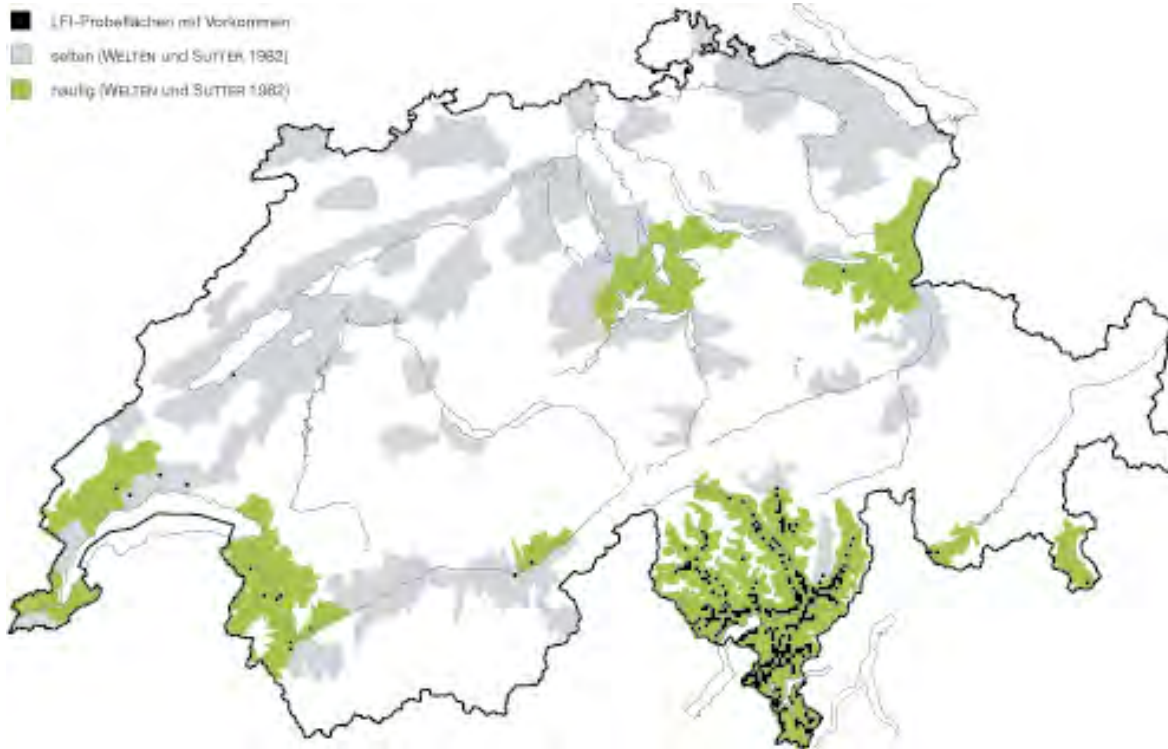 LFI-Probeflächen mit Vorkommen
selten (WELTEN und SUTTER 1982)
häufig (WELTEN und SUTTER 1982)